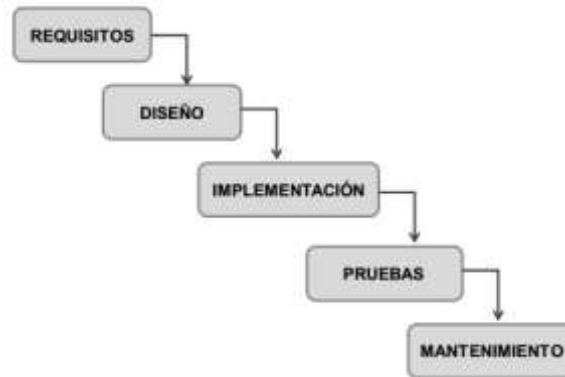 REQUISITOS
DISEÑO
IMPLEMENTACIÓN
PRUEBAS
MANTENIMIENTO